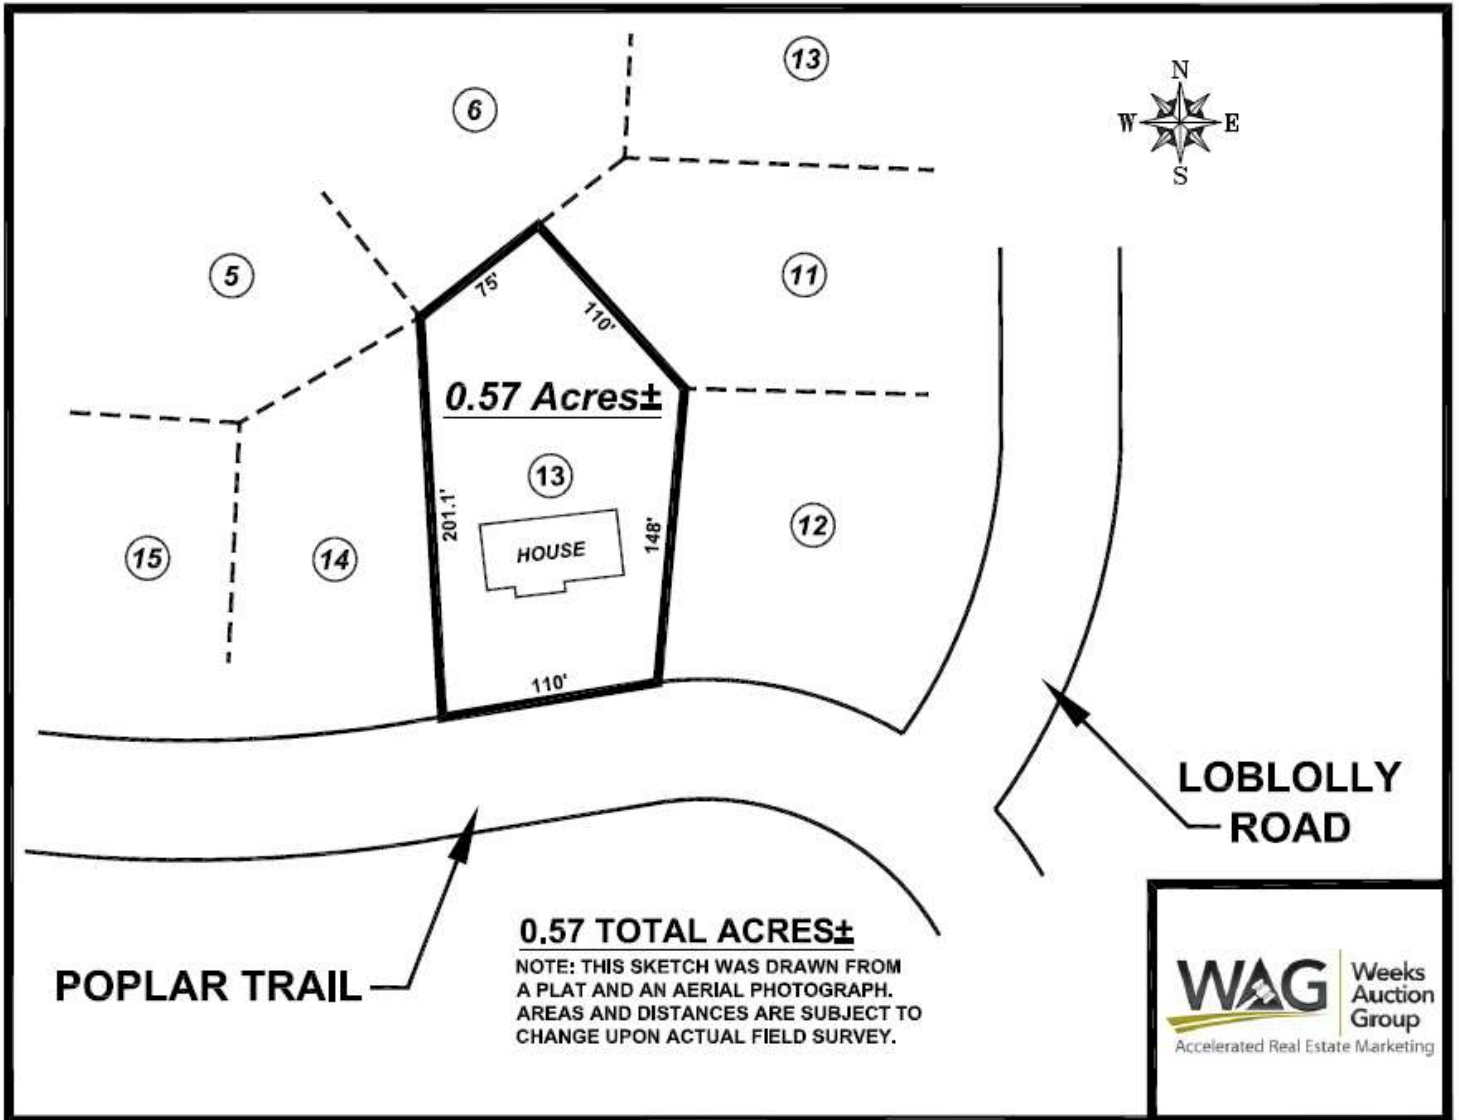 13
6
N
W E
S
5
11
75'
110'
0.57 Acres±
13
201.1'
148'
HOUSE
12
15
14
110'
LOBLOLLY
ROAD
POPLAR TRAIL
0.57 TOTAL ACRES±
NOTE: THIS SKETCH WAS DRAWN FROM
A PLAT AND AN AERIAL PHOTOGRAPH.
AREAS AND DISTANCES ARE SUBJECT TO
CHANGE UPON ACTUAL FIELD SURVEY.
WAG
Weeks
Auction
Group
Accelerated Real Estate Marketing